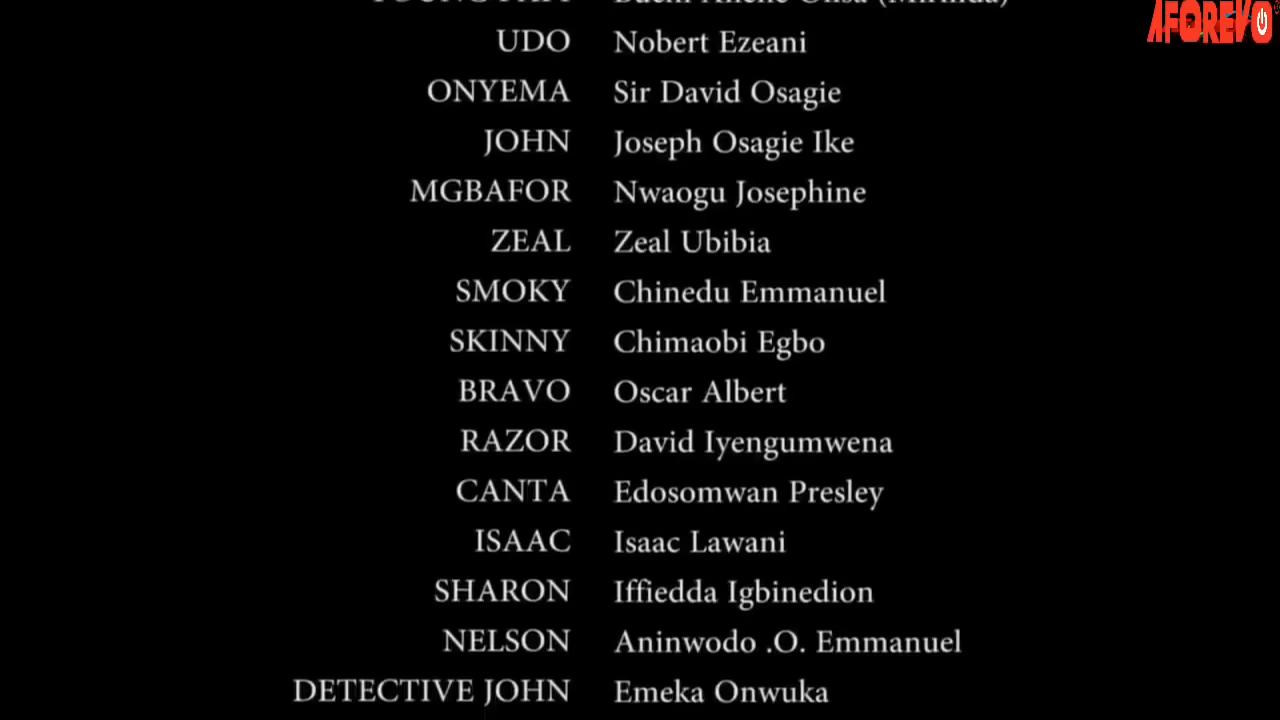 AFOREVO
UDO Nobert Ezeani
ONYEMA Sir David Osagie
JOHN Joseph Osagie Ike
MGBAFOR Nwaogu Josephine
ZEAL Zeal Ubibia
SMOKY Chinedu Emmanuel
SKINNY Chimaobi Egbo
BRAVO Oscar Albert
RAZOR David Iyengumwena
CANTA Edosomwan Presley
ISAAC Isaac Lawani
SHARON Iffiedda Igbinedion
NELSON Aninwodo .O. Emmanuel
DETECTIVE JOHN Emeka Onwuka